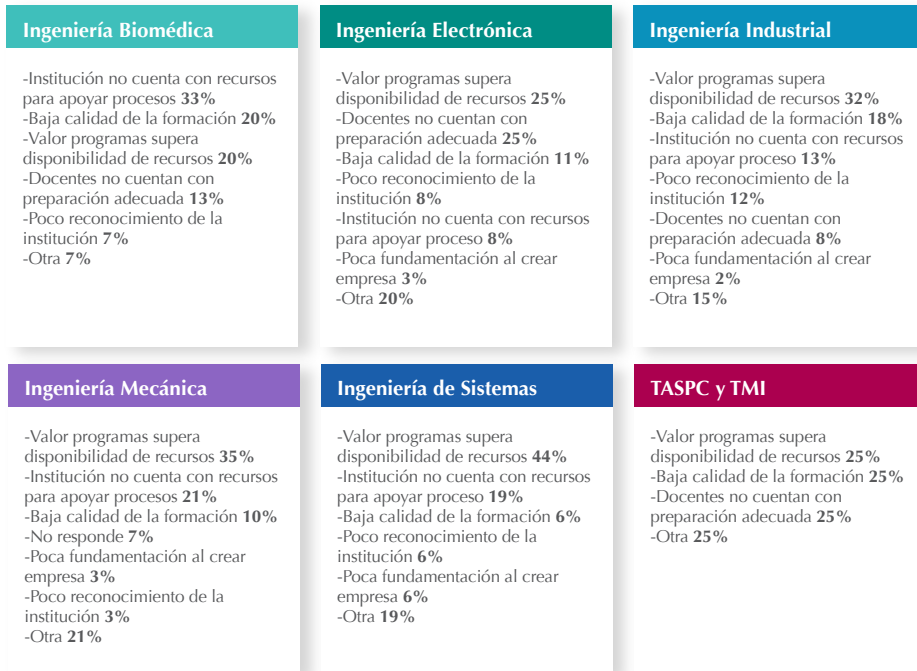 Ingeniería Biomédica
-Institución no cuenta con recursos
para apoyar procesos 33%
-Baja calidad de la formación 20%
-Valor programas supera
disponibilidad de recursos 20%
-Docentes no cuentan con
preparación adecuada 13%
-Poco reconocimiento de la
institución 7%
-Otra 7%
Ingeniería Electrónica
-Valor programas supera
disponibilidad de recursos 25%
-Docentes no cuentan con
preparación adecuada 25%
-Baja calidad de la formación 11%
-Poco reconocimiento de la
institución 8%
-Institución no cuenta con recursos
para apoyar proceso 8%
-Poca fundamentación al crear
empresa 3%
-Otra 20%
Ingeniería Industrial
-Valor programas supera
disponibilidad de recursos 32%
-Baja calidad de la formación 18%
-Institución no cuenta con recursos
para apoyar proceso 13%
-Poco reconocimiento de la
institución 12%
-Docentes no cuentan con
preparación adecuada 8%
-Poca fundamentación al crear
empresa 2%
-Otra 15%
Ingeniería Mecánica
-Valor programas supera
disponibilidad de recursos 35%
-Institución no cuenta con recursos
para apoyar procesos 21%
-Baja calidad de la formación 10%
-No responde 7%
-Poca fundamentación al crear
empresa 3%
-Poco reconocimiento de la
institución 3%
-Otra 21%
Ingeniería de Sistemas
-Valor programas supera
disponibilidad de recursos 44%
-Institución no cuenta con recursos
para apoyar proceso 19%
-Baja calidad de la formación 6%
-Poco reconocimiento de la
institución 6%
-Poca fundamentación al crear
empresa 6%
-Otra 19%
TASPC y TMI
-Valor programas supera
disponibilidad de recursos 25%
-Baja calidad de la formación 25%
-Docentes no cuentan con
preparación adecuada 25%
-Otra 25%